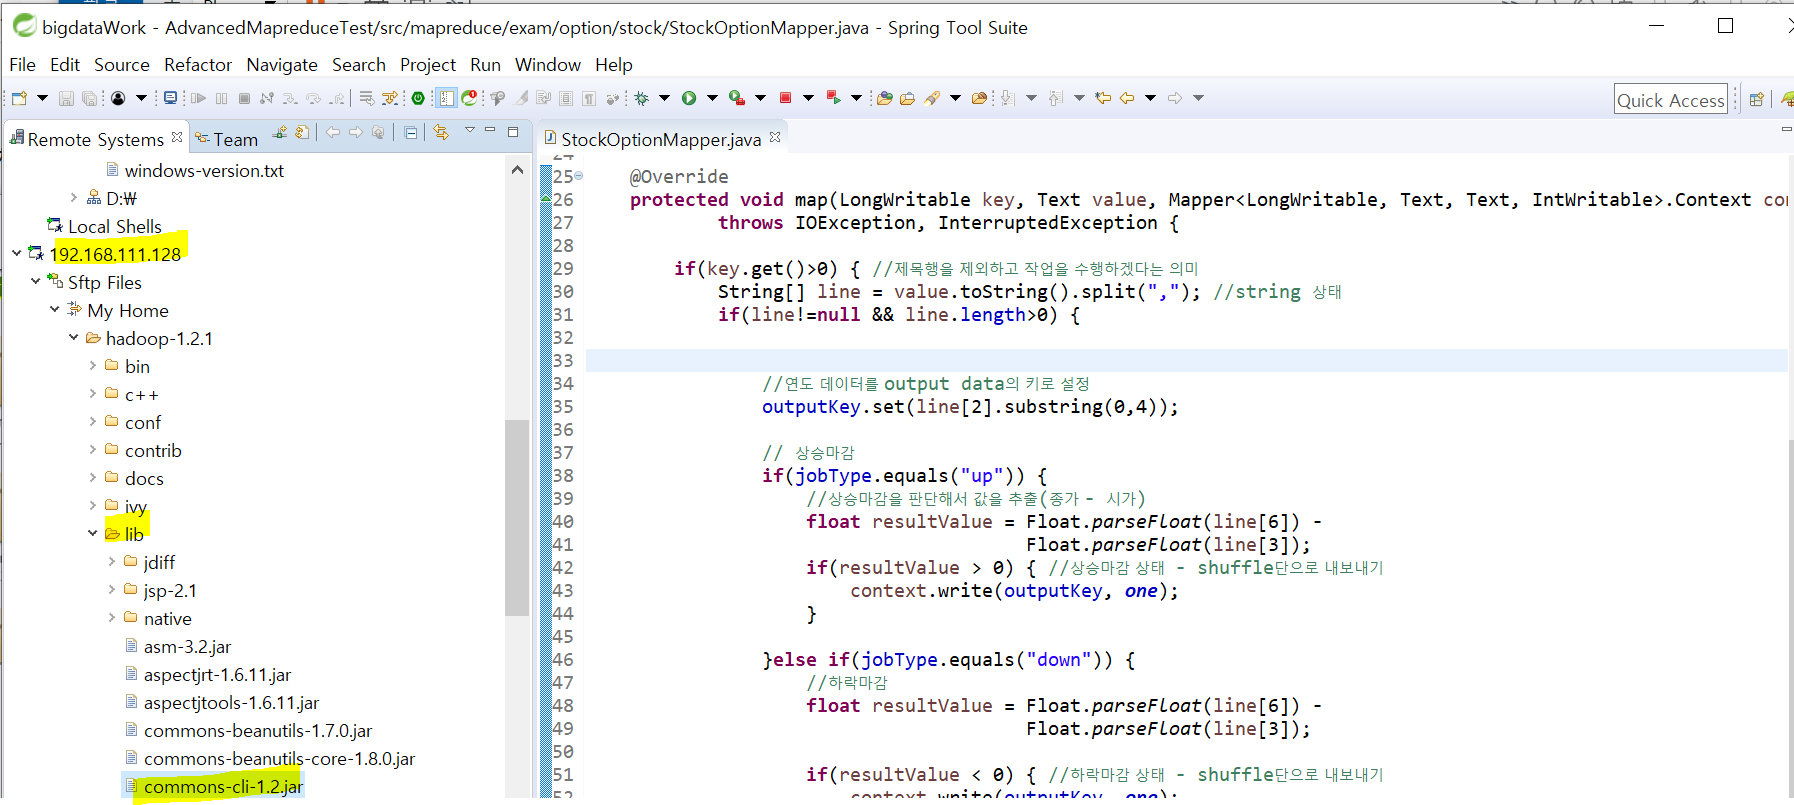 bigdataWork - AdvancedMapreduceTest/src/mapreduce/exam/option/stock/StockOptionMapper.java - Spring Tool Suite
File Edit Source Refactor Navigate Search Project Run Window Help
Quick Access
Remote Systems
Team
windows-version.txt
D:₩
Local Shells
192.168.111.128
Sftp Files
My Home
hadoop-1.2.1
bin
c++
conf
contrib
docs
ivy
lib
jdiff
jsp-2.1
native
asm-3.2.jar
aspectjrt-1.6.11.jar
aspectjtools-1.6.11.jar
commons-beanutils-1.7.0.jar
commons-beanutils-core-1.8.0.jar
commons-cli-1.2.jar
StockOptionMapper.java
24
25 @Override
26 protected void map(LongWritable key, Text value, Mapper<LongWritable, Text, Text, IntWritable>.Context con
27 throws IOException, InterruptedException {
28
29 if(key.get()>0) { //제목행을 제외하고 작업을 수행하겠다는 의미
30 String[] line = value.toString().split(","); //string 상태
31 if(line!=null && line.length>0) {
32
33
34 //연도 데이터를 output data의 키로 설정
35 outputKey.set(line[2].substring(0,4));
36
37 // 상승마감
38 if(jobType.equals("up")) {
39 //상승마감을 판단해서 값을 추출(종가 - 시가)
40 float resultValue = Float.parseFloat(line[6]) -
41 Float.parseFloat(line[3]);
42 if(resultValue > 0) { //상승마감 상태 - shuffle단으로 내보내기
43 context.write(outputKey, one);
44 }
45
46 }else if(jobType.equals("down")) {
47 //하락마감
48 float resultValue = Float.parseFloat(line[6]) -
49 Float.parseFloat(line[3]);
50
51 if(resultValue < 0) { //하락마감 상태 - shuffle단으로 내보내기
52 context.write(outputKey, one);